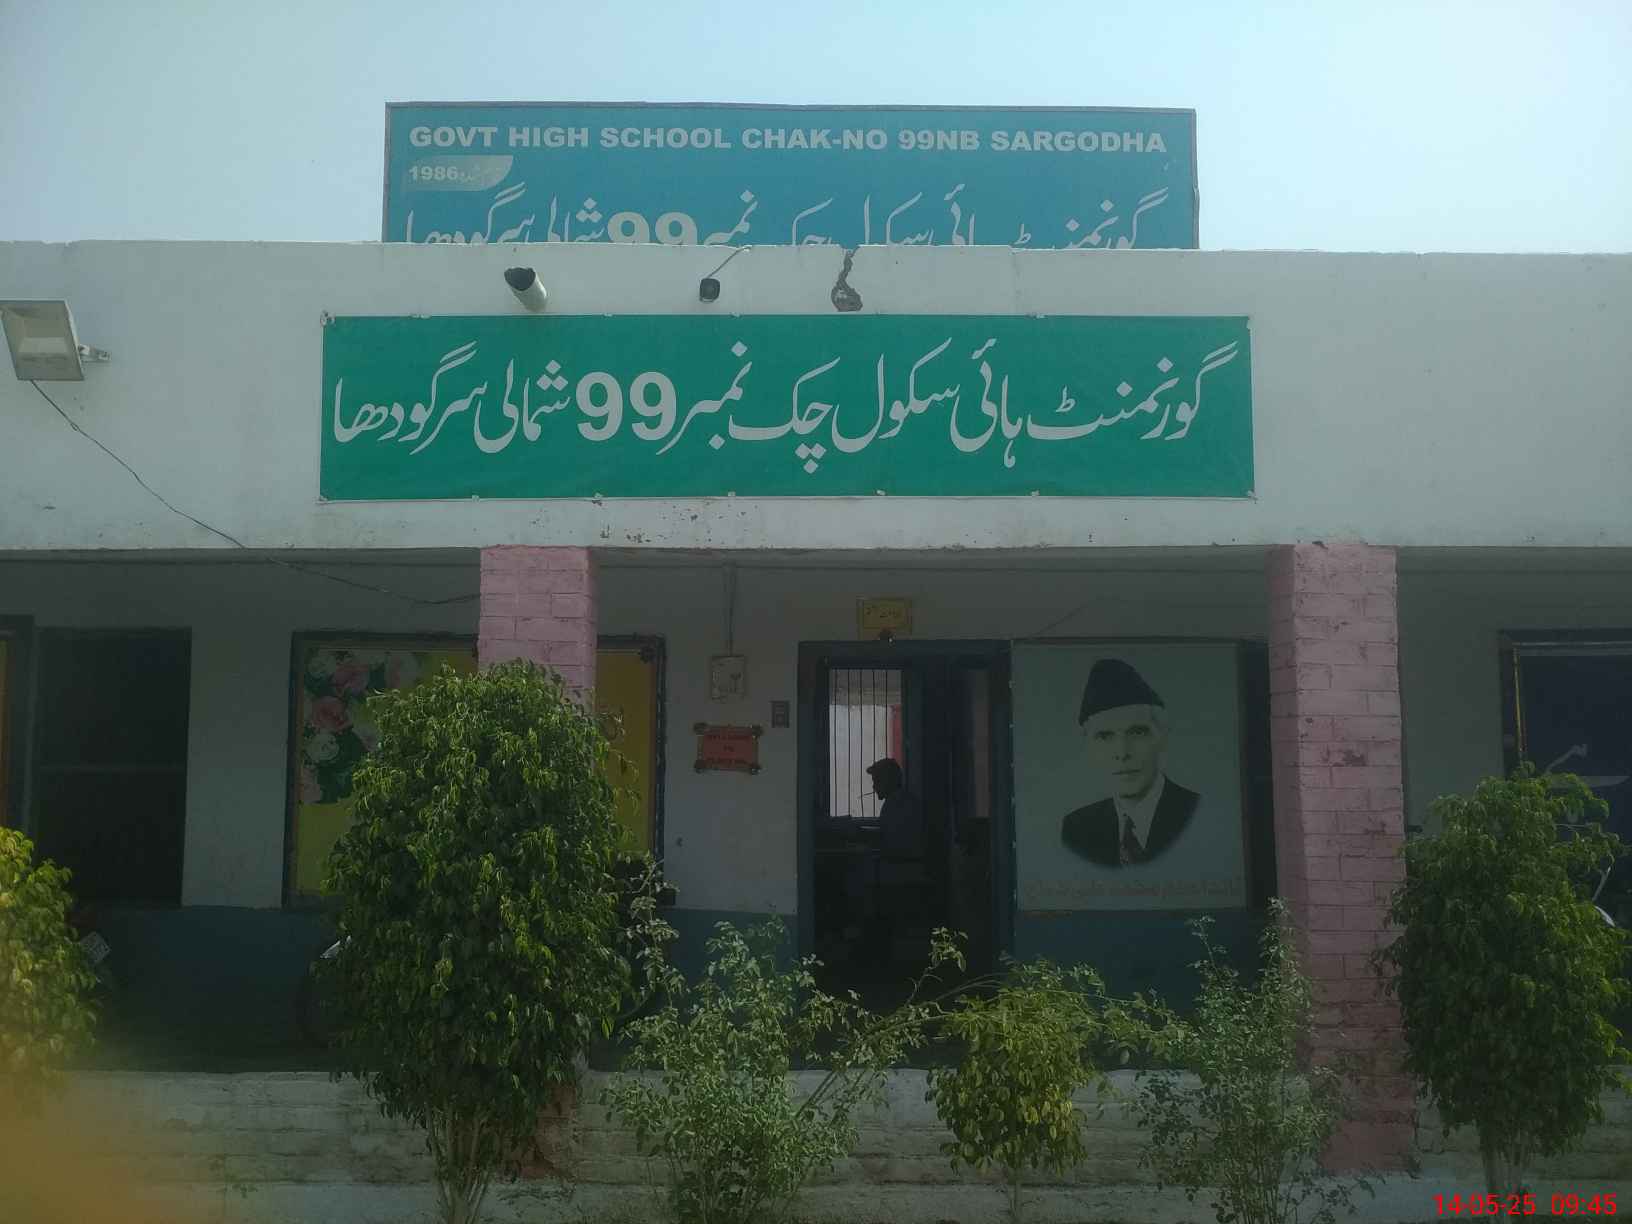 GOVT HIGH SCHOOL CHAK-NO 99NB SARGODHA
1986
گورنمنٹ ہائی سکول چک نمبر 99 شمالی سرگودھا
گورنمنٹ ہائی سکول چک نمبر 99 شمالی سرگودھا
14-05-25 09:45